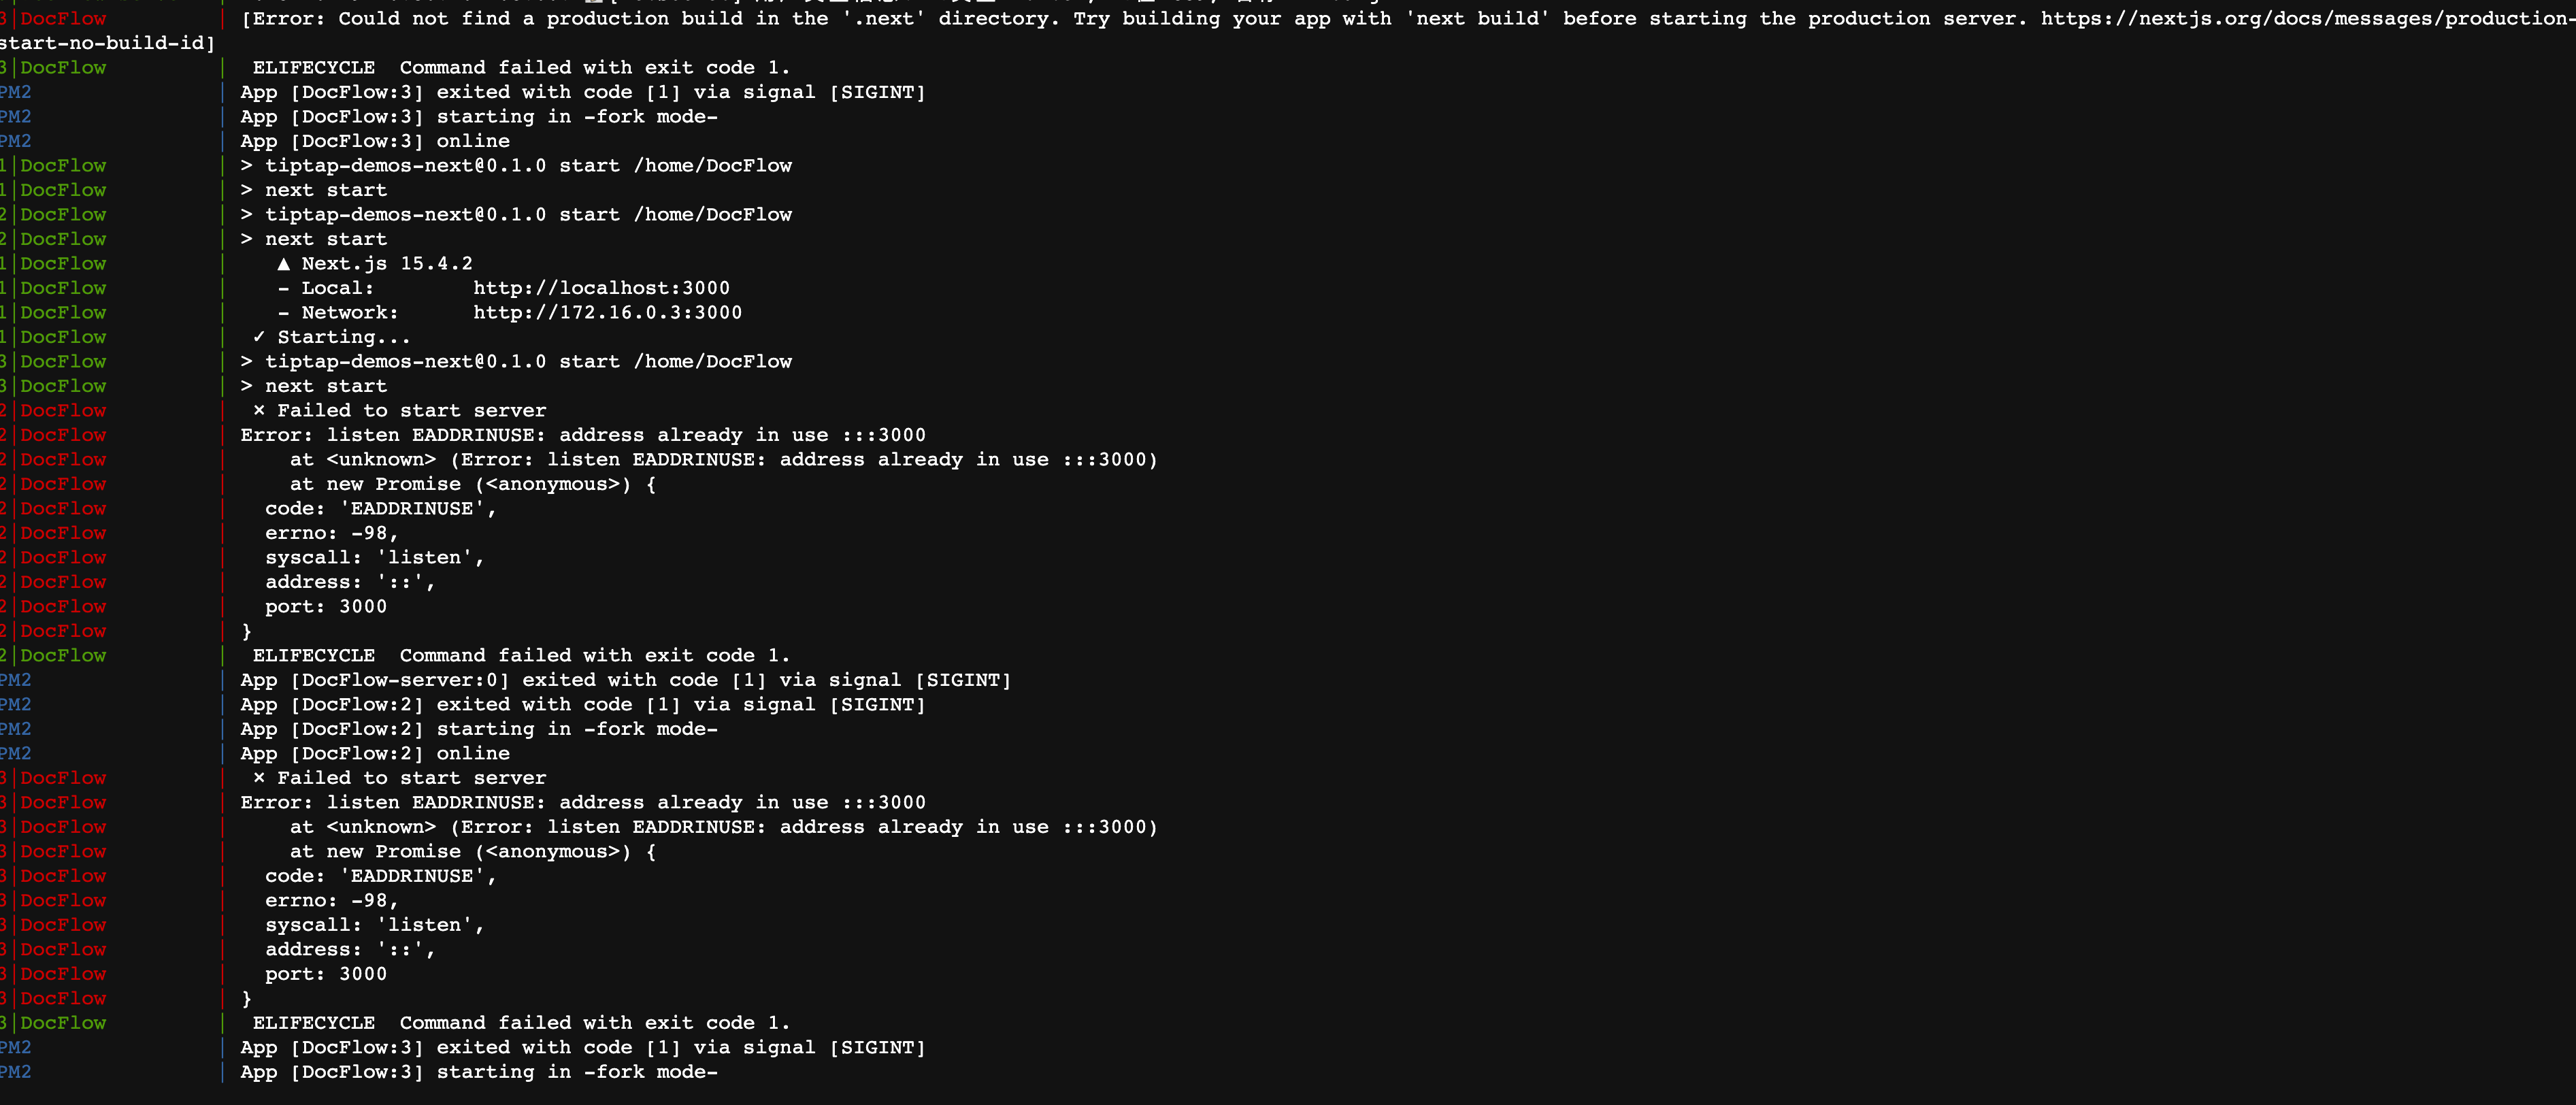 3|DocFlow | [Error: Could not find a production build in the '.next' directory. Try building your app with 'next build' before starting the production server. https://nextjs.org/docs/messages/production-
start-no-build-id]
3|DocFlow |  ELIFECYCLE  Command failed with exit code 1.
PM2 | App [DocFlow:3] exited with code [1] via signal [SIGINT]
PM2 | App [DocFlow:3] starting in -fork mode-
PM2 | App [DocFlow:3] online
1|DocFlow | > tiptap-demos-next@0.1.0 start /home/DocFlow
1|DocFlow | > next start
2|DocFlow | > tiptap-demos-next@0.1.0 start /home/DocFlow
2|DocFlow | > next start
1|DocFlow |    ▲ Next.js 15.4.2
1|DocFlow |    - Local:        http://localhost:3000
1|DocFlow |    - Network:      http://172.16.0.3:3000
1|DocFlow |  ✓ Starting...
3|DocFlow | > tiptap-demos-next@0.1.0 start /home/DocFlow
3|DocFlow | > next start
2|DocFlow |  ⨯ Failed to start server
2|DocFlow | Error: listen EADDRINUSE: address already in use :::3000
2|DocFlow |     at <unknown> (Error: listen EADDRINUSE: address already in use :::3000)
2|DocFlow |     at new Promise (<anonymous>) {
2|DocFlow |   code: 'EADDRINUSE',
2|DocFlow |   errno: -98,
2|DocFlow |   syscall: 'listen',
2|DocFlow |   address: '::',
2|DocFlow |   port: 3000
2|DocFlow | }
2|DocFlow |  ELIFECYCLE  Command failed with exit code 1.
PM2 | App [DocFlow-server:0] exited with code [1] via signal [SIGINT]
PM2 | App [DocFlow:2] exited with code [1] via signal [SIGINT]
PM2 | App [DocFlow:2] starting in -fork mode-
PM2 | App [DocFlow:2] online
3|DocFlow |  ⨯ Failed to start server
3|DocFlow | Error: listen EADDRINUSE: address already in use :::3000
3|DocFlow |     at <unknown> (Error: listen EADDRINUSE: address already in use :::3000)
3|DocFlow |     at new Promise (<anonymous>) {
3|DocFlow |   code: 'EADDRINUSE',
3|DocFlow |   errno: -98,
3|DocFlow |   syscall: 'listen',
3|DocFlow |   address: '::',
3|DocFlow |   port: 3000
3|DocFlow | }
3|DocFlow |  ELIFECYCLE  Command failed with exit code 1.
PM2 | App [DocFlow:3] exited with code [1] via signal [SIGINT]
PM2 | App [DocFlow:3] starting in -fork mode-